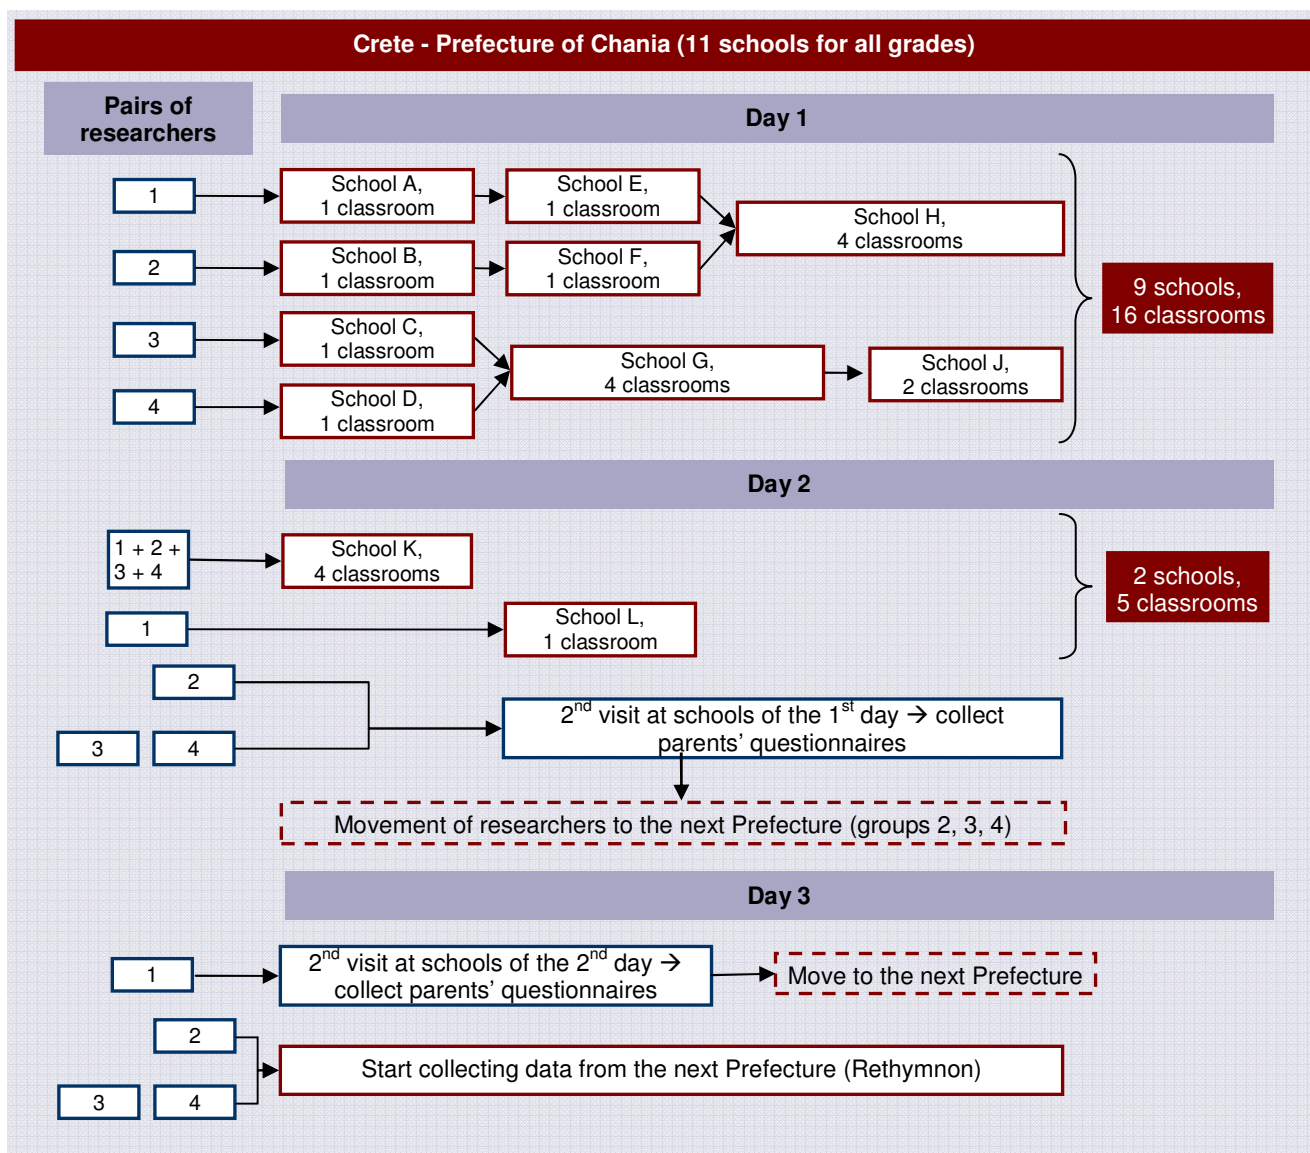 Crete - Prefecture of Chania (11 schools for all grades)
Pairs of
researchers
Day 1
1
School A,
1 classroom
School E,
1 classroom
School H,
4 classrooms
2
School B,
1 classroom
School F,
1 classroom
9 schools,
16 classrooms
3
School C,
1 classroom
School G,
4 classrooms
School J,
2 classrooms
4
School D,
1 classroom
Day 2
1 + 2 +
3 + 4
School K,
4 classrooms
2 schools,
5 classrooms
1
School L,
1 classroom
2
3
4
2nd visit at schools of the 1st day → collect
parents’ questionnaires
Movement of researchers to the next Prefecture (groups 2, 3, 4)
Day 3
1
2nd visit at schools of the 2nd day →
collect parents’ questionnaires
Move to the next Prefecture
2
3
4
Start collecting data from the next Prefecture (Rethymnon)